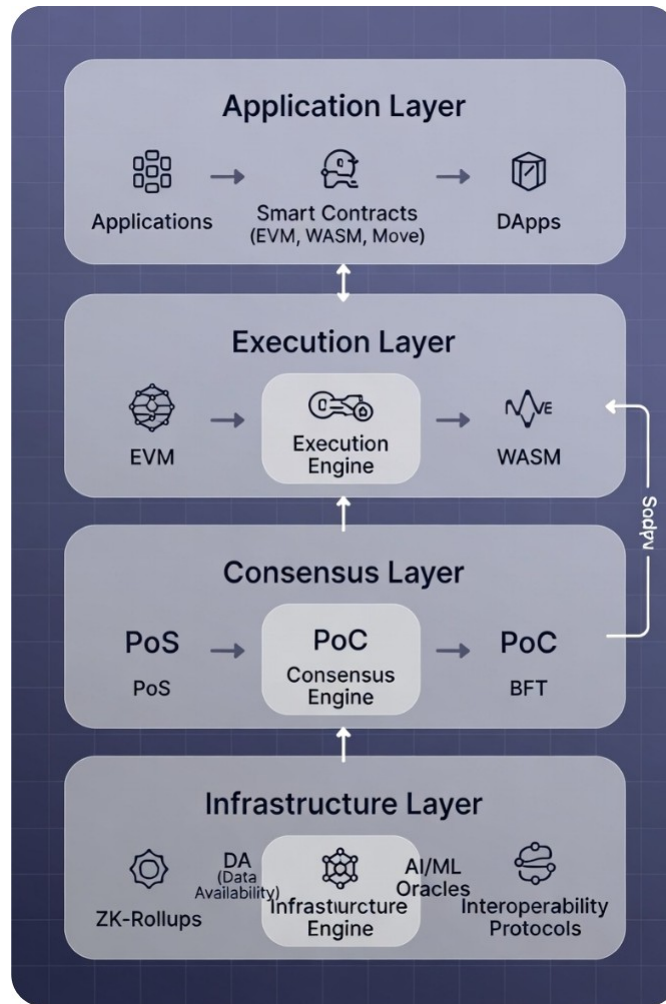 Application Layer
Applications
Smart Contracts
(EVM, WASM, Move)
DApps
Execution Layer
EVM
Execution
Engine
WASM
Consensus Layer
PoS
PoS
PoC
Consensus
Engine
PoC
BFT
Infrastructure Layer
ZK-Rollups
DA
(Data
Availability)
Engine
AI/ML
Oracles
Interoperability
Protocols